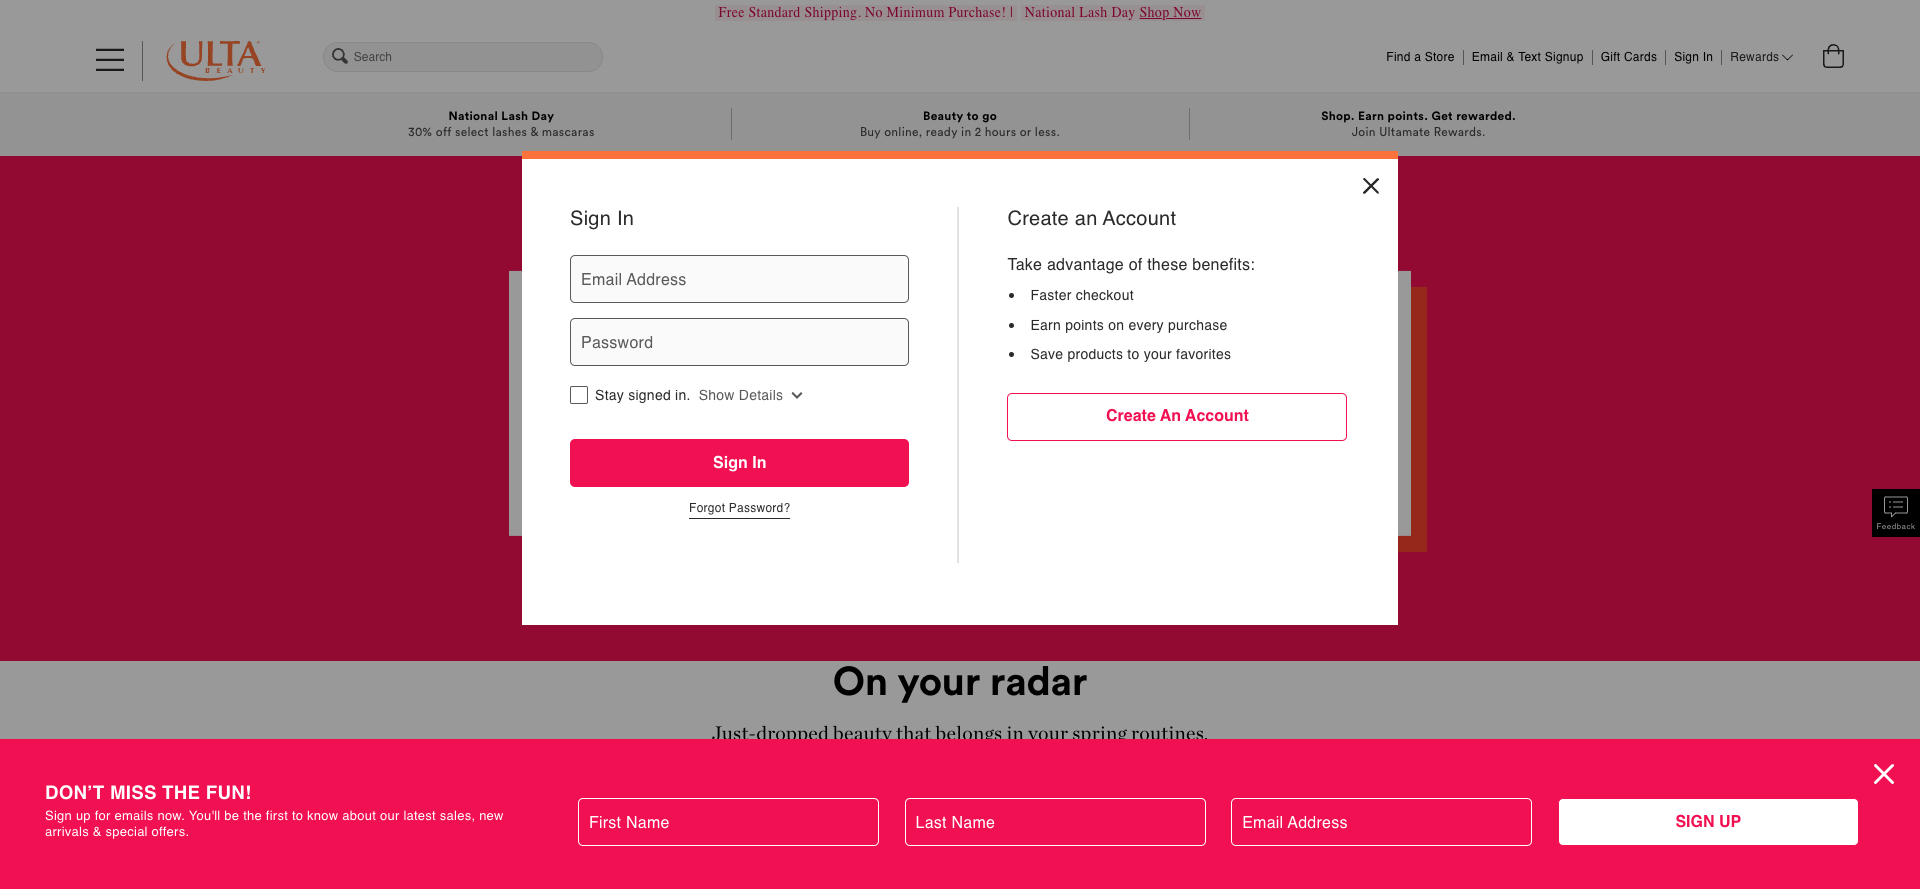 Free Standard Shipping. No Minimum Purchase! | National Lash Day Shop Now
ULTA
BEAUTY
Search
Find a Store
Email & Text Signup
Gift Cards
Sign In
Rewards
National Lash Day
30% off select lashes & mascaras
Beauty to go
Buy online, ready in 2 hours or less.
Shop. Earn points. Get rewarded.
Join Ultamate Rewards.
Sign In
Email Address
Password
Stay signed in. Show Details
Sign In
Forgot Password?
Create an Account
Take advantage of these benefits:
• Faster checkout
• Earn points on every purchase
• Save products to your favorites
Create An Account
Feedback
On your radar
Just-dropped beauty that belongs in your spring routines.
DON'T MISS THE FUN!
Sign up for emails now. You'll be the first to know about our latest sales, new
arrivals & special offers.
First Name
Last Name
Email Address
SIGN UP